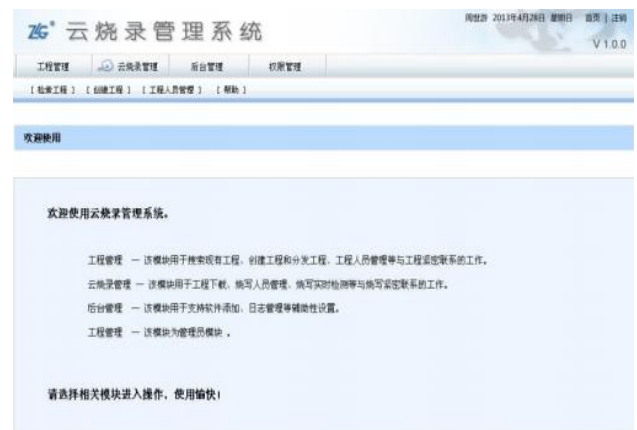 ZLG® 云烧录管理系统
周世游 2013年4月28日 星期日 首页 | 注销
V 1.0.0
工程管理 云烧录管理 后台管理 权限管理
[ 检索工程 ] [ 创建工程 ] [ 工程人员管理 ] [ 帮助 ]
欢迎使用
欢迎使用云烧录管理系统。
工程管理 — 该模块用于搜索现有工程、创建工程和分发工程、工程人员管理等与工程紧密联系的工作。
云烧录管理 — 该模块用于工程下载、烧写人员管理、烧写实时检测等与烧写紧密联系的工作。
后台管理 — 该模块用于支持软件添加、日志管理等辅助性设置。
工程管理 — 该模块为管理员模块 。
请选择相关模块进入操作，使用愉快!